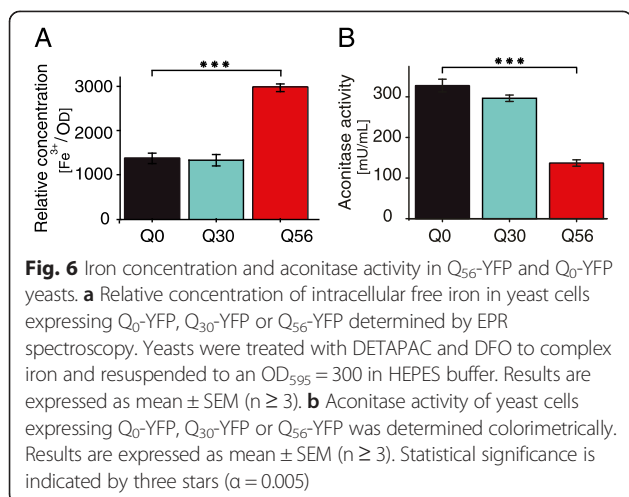 A
B
***
***
Relative concentration
[Fe³⁺/OD]
3000
2000
1000
0
Q0 Q30 Q56
Aconitase activity
[mU/mL]
300
200
100
0
Q0 Q30 Q56
Fig. 6 Iron concentration and aconitase activity in Q₅₆-YFP and Q₀-YFP
yeasts. a Relative concentration of intracellular free iron in yeast cells
expressing Q₀-YFP, Q₃₀-YFP or Q₅₆-YFP determined by EPR
spectroscopy. Yeasts were treated with DETAPAC and DFO to complex
iron and resuspended to an OD₅₉₅ = 300 in HEPES buffer. Results are
expressed as mean ± SEM (n ≥ 3). b Aconitase activity of yeast cells
expressing Q₀-YFP, Q₃₀-YFP or Q₅₆-YFP was determined colorimetrically.
Results are expressed as mean ± SEM (n ≥ 3). Statistical significance is
indicated by three stars (α = 0.005)